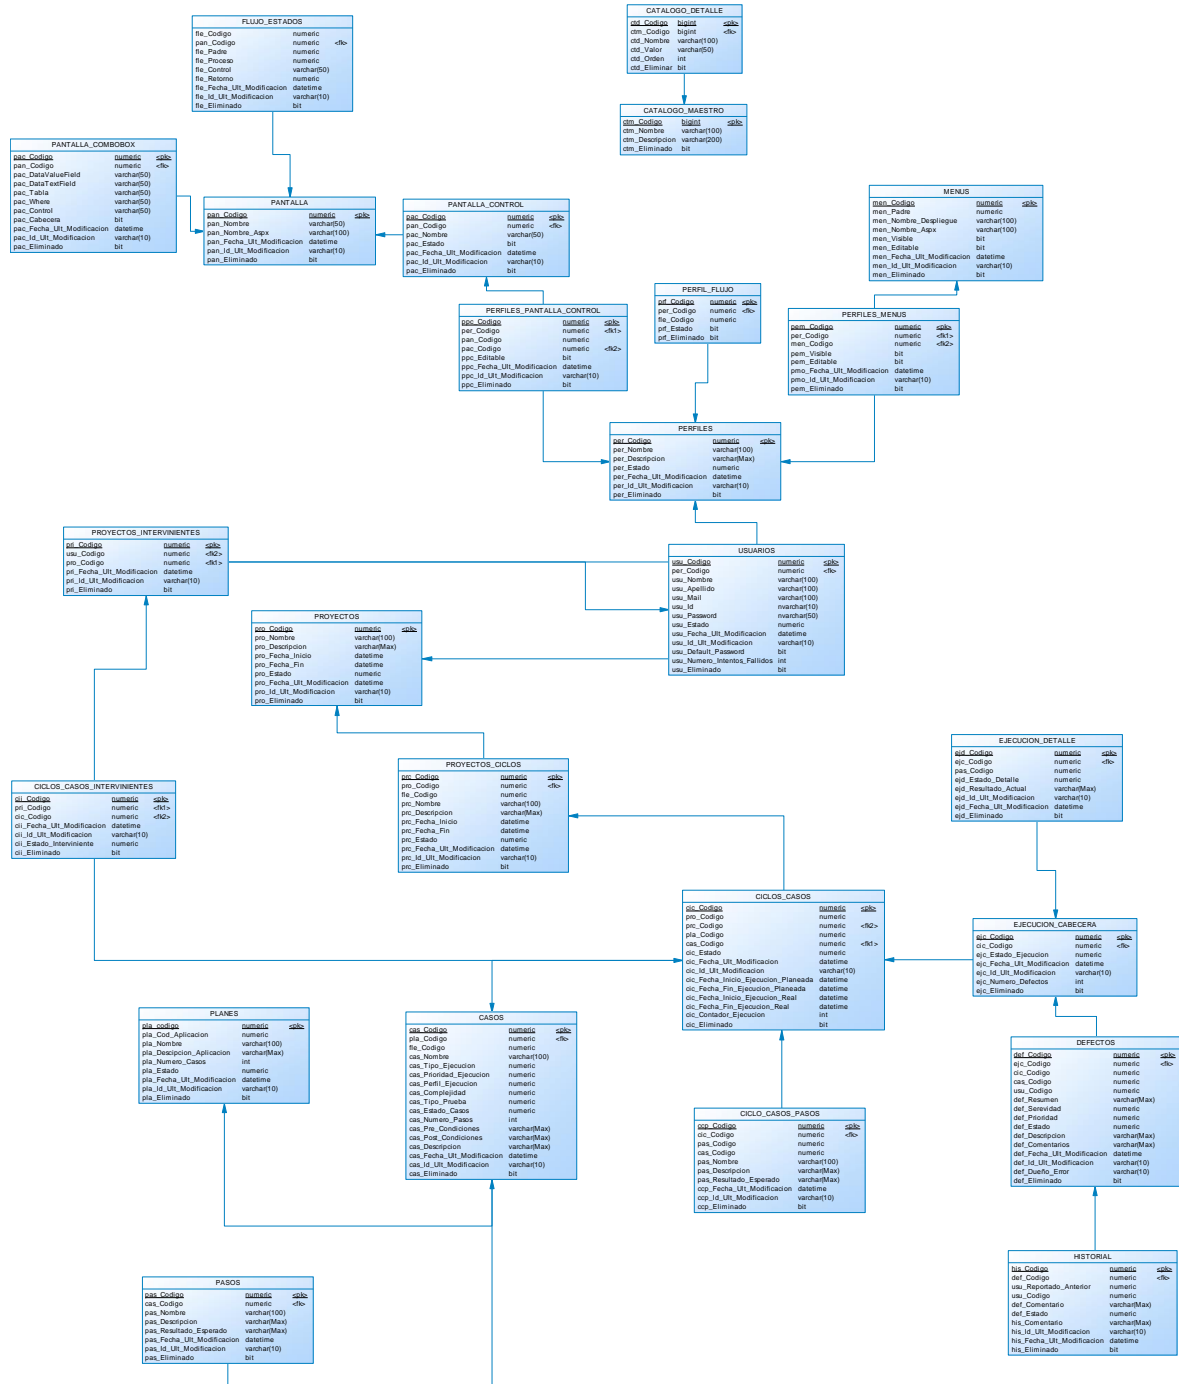 FLUJO_ESTADOS
fle_Codigo numeric
pan_Codigo numeric <fk>
fle_Padre numeric
fle_Proceso numeric
fle_Control varchar(50)
fle_Retorno numeric
fle_Fecha_Ult_Modificacion datetime
fle_Id_Ult_Modificacion varchar(10)
fle_Eliminado bit
CATALOGO_DETALLE
ctd_Codigo bigint <pk>
ctm_Codigo bigint <fk>
ctd_Nombre varchar(100)
ctd_Valor varchar(50)
ctd_Orden int
ctd_Eliminar bit
CATALOGO_MAESTRO
ctm_Codigo bigint <pk>
ctm_Nombre varchar(100)
ctm_Descripcion varchar(200)
ctm_Eliminado bit
PANTALLA_COMBOBOX
pac_Codigo numeric <pk>
pan_Codigo numeric <fk>
pac_DataValueField varchar(50)
pac_DataTextField varchar(50)
pac_Tabla varchar(50)
pac_Where varchar(50)
pac_Control varchar(50)
pac_Cabecera bit
pac_Fecha_Ult_Modificacion datetime
pac_Id_Ult_Modificacion varchar(10)
pac_Eliminado bit
PANTALLA
pan_Codigo numeric <pk>
pan_Nombre varchar(50)
pan_Nombre_Aspx varchar(100)
pan_Fecha_Ult_Modificacion datetime
pan_Id_Ult_Modificacion varchar(10)
pan_Eliminado bit
PANTALLA_CONTROL
pac_Codigo numeric <pk>
pan_Codigo numeric <fk>
pac_Nombre varchar(50)
pac_Estado bit
pac_Fecha_Ult_Modificacion datetime
pac_Id_Ult_Modificacion varchar(10)
pac_Eliminado bit
MENUS
men_Codigo numeric <pk>
men_Padre numeric
men_Nombre_Despliegue varchar(100)
men_Nombre_Aspx varchar(100)
men_Visible bit
men_Editable bit
men_Fecha_Ult_Modificacion datetime
men_Id_Ult_Modificacion varchar(10)
men_Eliminado bit
PERFILES_PANTALLA_CONTROL
ppc_Codigo numeric <pk>
per_Codigo numeric <fk1>
pan_Codigo numeric
pac_Codigo numeric <fk2>
ppc_Editable bit
ppc_Fecha_Ult_Modificacion datetime
ppc_Id_Ult_Modificacion varchar(10)
ppc_Eliminado bit
PERFIL_FLUJO
prf_Codigo numeric <pk>
per_Codigo numeric <fk>
fle_Codigo numeric
prf_Estado bit
prf_Eliminado bit
PERFILES_MENUS
pem_Codigo numeric <pk>
per_Codigo numeric <fk1>
men_Codigo numeric <fk2>
pem_Visible bit
pem_Editable bit
pmo_Fecha_Ult_Modificacion datetime
pmo_Id_Ult_Modificacion varchar(10)
pem_Eliminado bit
PERFILES
per_Codigo numeric <pk>
per_Nombre varchar(100)
per_Descripcion varchar(Max)
per_Estado numeric
per_Fecha_Ult_Modificacion datetime
per_Id_Ult_Modificacion varchar(10)
per_Eliminado bit
PROYECTOS_INTERVINIENTES
pri_Codigo numeric <pk>
usu_Codigo numeric <fk2>
pro_Codigo numeric <fk1>
pri_Fecha_Ult_Modificacion datetime
pri_Id_Ult_Modificacion varchar(10)
pri_Eliminado bit
USUARIOS
usu_Codigo numeric <pk>
per_Codigo numeric <fk>
usu_Nombre varchar(100)
usu_Apellido varchar(100)
usu_Mail varchar(100)
usu_Id nvarchar(10)
usu_Password nvarchar(50)
usu_Estado numeric
usu_Fecha_Ult_Modificacion datetime
usu_Id_Ult_Modificacion varchar(10)
usu_Default_Password bit
usu_Numero_Intentos_Fallidos int
usu_Eliminado bit
PROYECTOS
pro_Codigo numeric <pk>
pro_Nombre varchar(100)
pro_Descripcion varchar(Max)
pro_Fecha_Inicio datetime
pro_Fecha_Fin datetime
pro_Estado numeric
pro_Fecha_Ult_Modificacion datetime
pro_Id_Ult_Modificacion varchar(10)
pro_Eliminado bit
PROYECTOS_CICLOS
prc_Codigo numeric <pk>
pro_Codigo numeric <fk>
fle_Codigo numeric
prc_Nombre varchar(100)
prc_Descripcion varchar(Max)
prc_Fecha_Inicio datetime
prc_Fecha_Fin datetime
prc_Estado numeric
prc_Fecha_Ult_Modificacion datetime
prc_Id_Ult_Modificacion varchar(10)
prc_Eliminado bit
EJECUCION_DETALLE
ejd_Codigo numeric <pk>
ejc_Codigo numeric <fk>
pas_Codigo numeric
ejd_Estado_Detalle numeric
ejd_Resultado_Actual varchar(Max)
ejd_Id_Ult_Modificacion varchar(10)
ejd_Fecha_Ult_Modificacion datetime
ejd_Eliminado bit
CICLOS_CASOS_INTERVINIENTES
cii_Codigo numeric <pk>
pri_Codigo numeric <fk1>
cic_Codigo numeric <fk2>
cii_Fecha_Ult_Modificacion datetime
cii_Id_Ult_Modificacion varchar(10)
cii_Estado_Interviniente numeric
cii_Eliminado bit
CICLOS_CASOS
cic_Codigo numeric <pk>
pro_Codigo numeric
prc_Codigo numeric <fk2>
pla_Codigo numeric
cas_Codigo numeric <fk1>
cic_Estado numeric
cic_Fecha_Ult_Modificacion datetime
cic_Id_Ult_Modificacion varchar(10)
cic_Fecha_Inicio_Ejecucion_Planeada datetime
cic_Fecha_Fin_Ejecucion_Planeada datetime
cic_Fecha_Inicio_Ejecucion_Real datetime
cic_Fecha_Fin_Ejecucion_Real datetime
cic_Contador_Ejecucion int
cic_Eliminado bit
EJECUCION_CABECERA
ejc_Codigo numeric <pk>
cic_Codigo numeric <fk>
ejc_Estado_Ejecucion numeric
ejc_Fecha_Ult_Modificacion datetime
ejc_Id_Ult_Modificacion varchar(10)
ejc_Numero_Defectos int
ejc_Eliminado bit
PLANES
pla_codigo numeric <pk>
pla_Cod_Aplicacion numeric
pla_Nombre varchar(100)
pla_Descipcion_Aplicacion varchar(Max)
pla_Numero_Casos int
pla_Estado numeric
pla_Fecha_Ult_Modificacion datetime
pla_Id_Ult_Modificacion varchar(10)
pla_Eliminado bit
CASOS
cas_Codigo numeric <pk>
pla_Codigo numeric <fk>
fle_Codigo numeric
cas_Nombre varchar(100)
cas_Tipo_Ejecucion numeric
cas_Prioridad_Ejecucion numeric
cas_Perfil_Ejecucion numeric
cas_Complejidad numeric
cas_Tipo_Prueba numeric
cas_Estado_Casos numeric
cas_Numero_Pasos int
cas_Pre_Condiciones varchar(Max)
cas_Post_Condiciones varchar(Max)
cas_Descripcion varchar(Max)
cas_Fecha_Ult_Modificacion datetime
cas_Id_Ult_Modificacion varchar(10)
cas_Eliminado bit
DEFECTOS
def_Codigo numeric <pk>
ejc_Codigo numeric <fk>
cic_Codigo numeric
cas_Codigo numeric
usu_Codigo numeric
def_Resumen varchar(Max)
def_Serevidad numeric
def_Prioridad numeric
def_Estado numeric
def_Descripcion varchar(Max)
def_Comentarios varchar(Max)
def_Fecha_Ult_Modificacion datetime
def_Id_Ult_Modificacion varchar(10)
def_Dueño_Error varchar(10)
def_Eliminado bit
CICLO_CASOS_PASOS
ccp_Codigo numeric <pk>
cic_Codigo numeric <fk>
pas_Codigo numeric
cas_Codigo numeric
pas_Nombre varchar(100)
pas_Descripcion varchar(Max)
pas_Resultado_Esperado varchar(Max)
ccp_Fecha_Ult_Modificacion datetime
ccp_Id_Ult_Modificacion varchar(10)
ccp_Eliminado bit
PASOS
pas_Codigo numeric <pk>
cas_Codigo numeric <fk>
pas_Nombre varchar(100)
pas_Descripcion varchar(Max)
pas_Resultado_Esperado varchar(Max)
pas_Fecha_Ult_Modificacion datetime
pas_Id_Ult_Modificacion varchar(10)
pas_Eliminado bit
HISTORIAL
his_Codigo numeric <pk>
def_Codigo numeric <fk>
usu_Reportado_Anterior numeric
usu_Codigo numeric
def_Comentario varchar(Max)
def_Estado numeric
his_Comentario varchar(Max)
his_Id_Ult_Modificacion varchar(10)
his_Fecha_Ult_Modificacion datetime
his_Eliminado bit